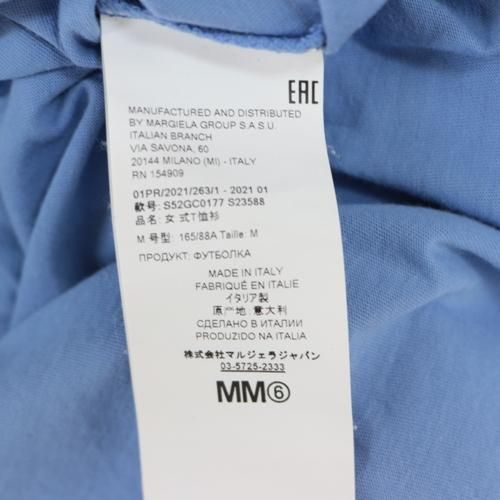 EAC
MANUFACTURED AND DISTRIBUTED
BY MARGIELA GROUP S.A.S.U.
ITALIAN BRANCH
VIA SAVONA, 60
20144 MILANO (MI) - ITALY
RN 154909
01PR/2021/263/1 - 2021 01
款号: S52GC0177 S23588
品名: 女 式T恤衫
M 号型: 165/88A Taille: M
ПРОДУКТ: ФУТБОЛКА
MADE IN ITALY
FABRIQUÉ EN ITALIE
イタリア製
原产地: 意大利
СДЕЛАНО В ИТАЛИИ
PRODUZIDO NA ITALIA
株式会社マルジェラジャパン
03-5725-2333
MM⑥